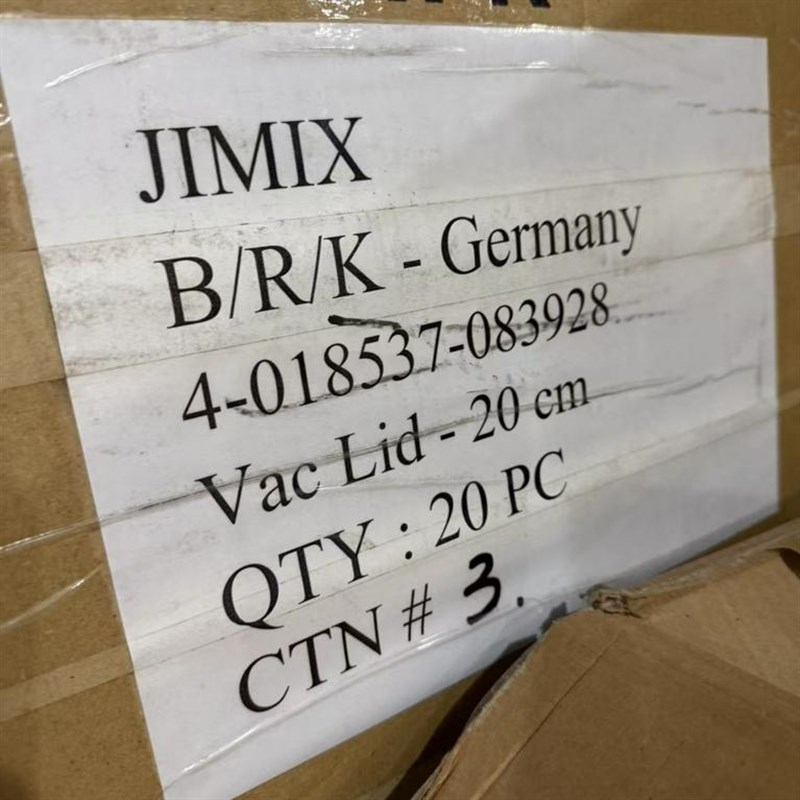 JIMIX
B/R/K - Germany
4-018537-083928
Vac Lid - 20 cm
QTY : 20 PC
CTN # 3.